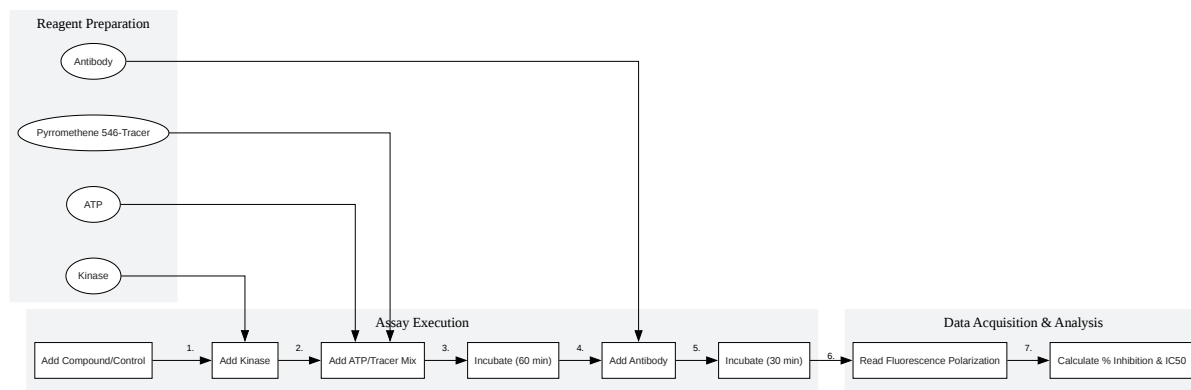 Reagent Preparation
Antibody
Pyrromethene 546-Tracer
ATP
Kinase
Assay Execution
Data Acquisition & Analysis
Add Compound/Control
1.
Add Kinase
2.
Add ATP/Tracer Mix
3.
Incubate (60 min)
4.
Add Antibody
5.
Incubate (30 min)
6.
Read Fluorescence Polarization
7.
Calculate % Inhibition & IC50